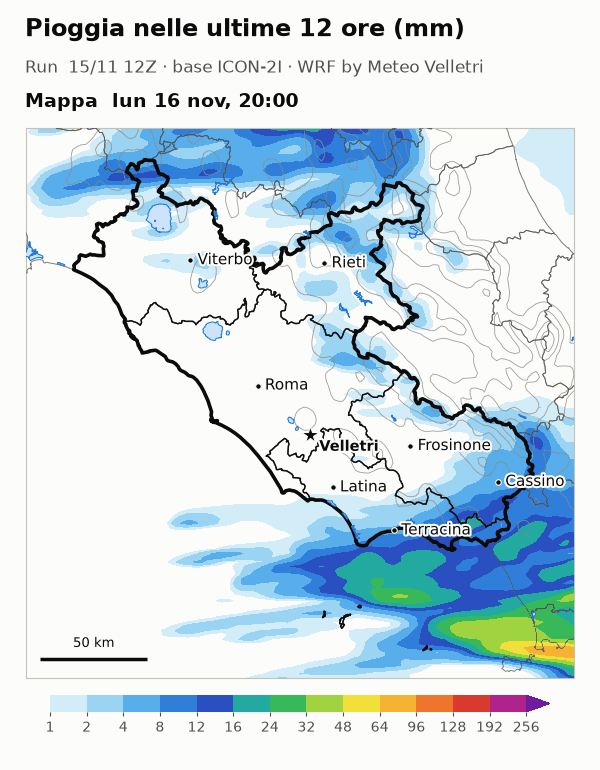 Pioggia nelle ultime 12 ore (mm)
Run  15/11 12Z · base ICON-2I · WRF by Meteo Velletri
Mappa  lun 16 nov, 20:00
Viterbo
Rieti
Roma
Velletri
Frosinone
Latina
Cassino
Terracina
50 km
1 2 4 8 12 16 24 32 48 64 96 128 192 256